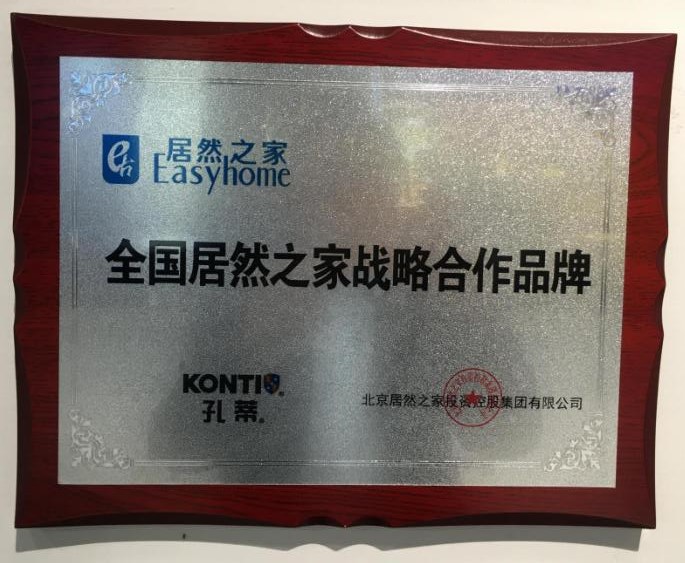 居然之家
Easyhome
全国居然之家战略合作品牌
KONTI
孔蒂
北京居然之家投资控股集团有限公司